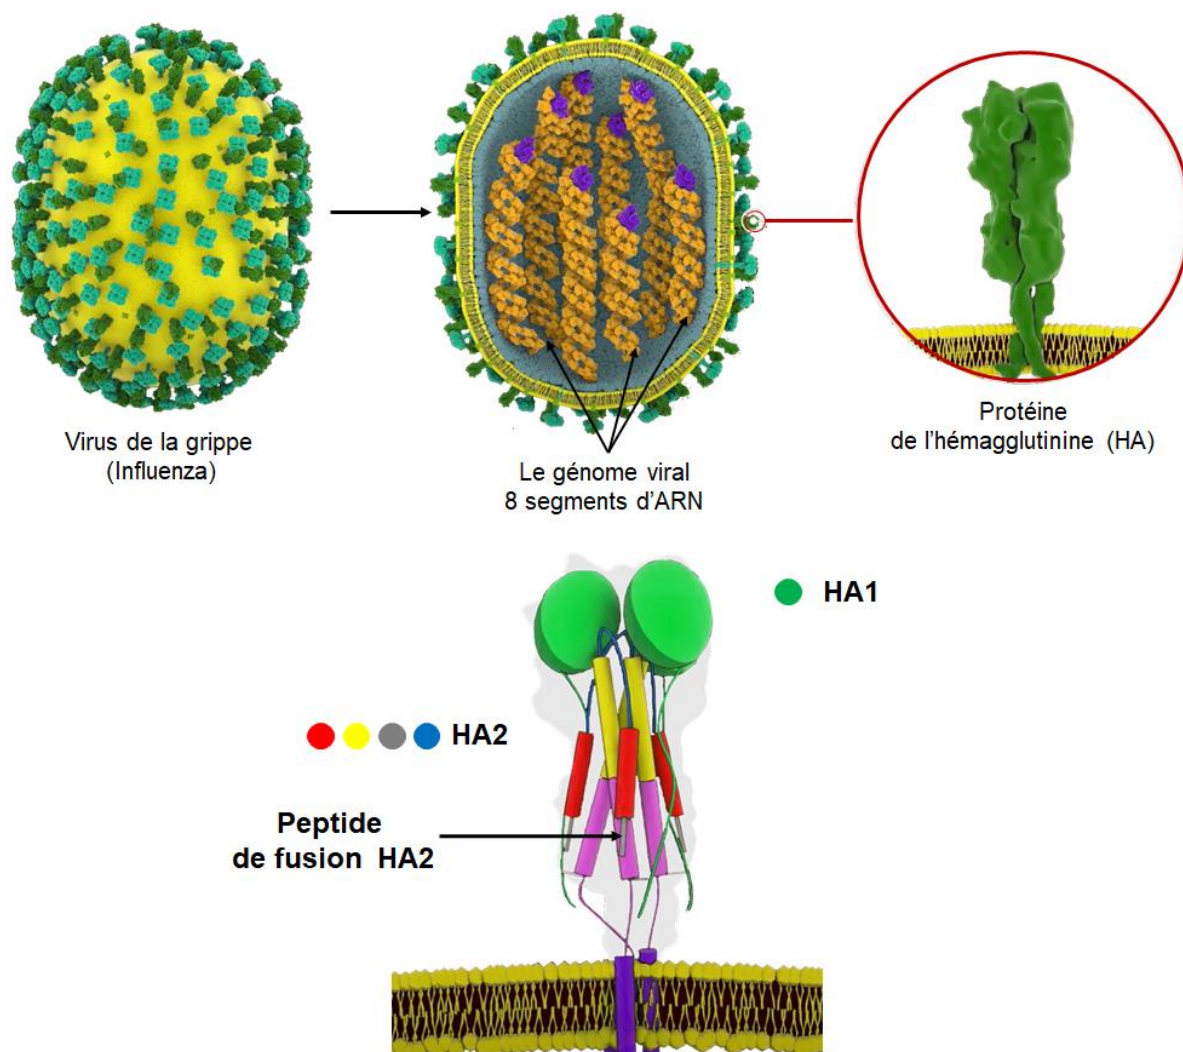 Virus de la grippe
(Influenza)
Le génome viral
8 segments d'ARN
Protéine
de l'hémagglutinine (HA)
HA1
HA2
Peptide
de fusion HA2